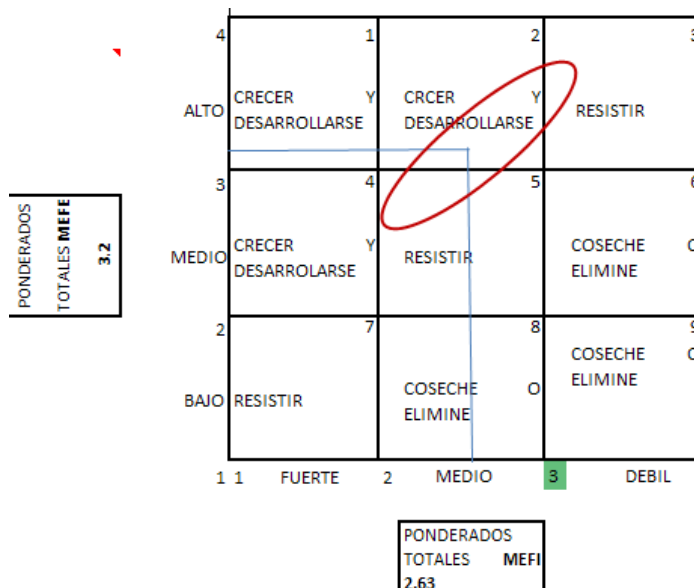 4 1 2 3
ALTO CRECER Y CRCER Y RESISTIR
DESARROLLARSE DESARROLLARSE
3 4 5 6
PONDERADOS
TOTALES MEFE
3.2
MEDIO CRECER Y RESISTIR COSECHE O
DESARROLARSE ELIMINE
2 7 8 9
COSECHE O
ELIMINE
BAJO RESISTIR COSECHE O
ELIMINE
1 1 FUERTE 2 MEDIO 3 DEBIL
PONDERADOS
TOTALES MEFI
2.63